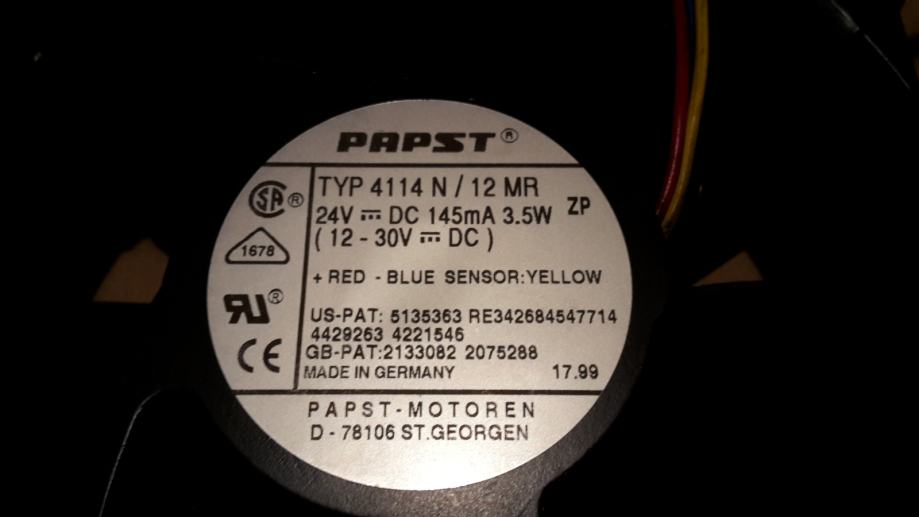 PAPST®
TYP 4114 N / 12 MR
24V DC 145mA 3.5W ZP
( 12 - 30V DC )
SA ®
1678
+ RED - BLUE SENSOR:YELLOW
RU ®
US-PAT: 5135363 RE342684547714
4429263 4221546
GB-PAT:2133082 2075288
CE
MADE IN GERMANY 17.99
PAPST-MOTOREN
D - 78106 ST.GEORGEN